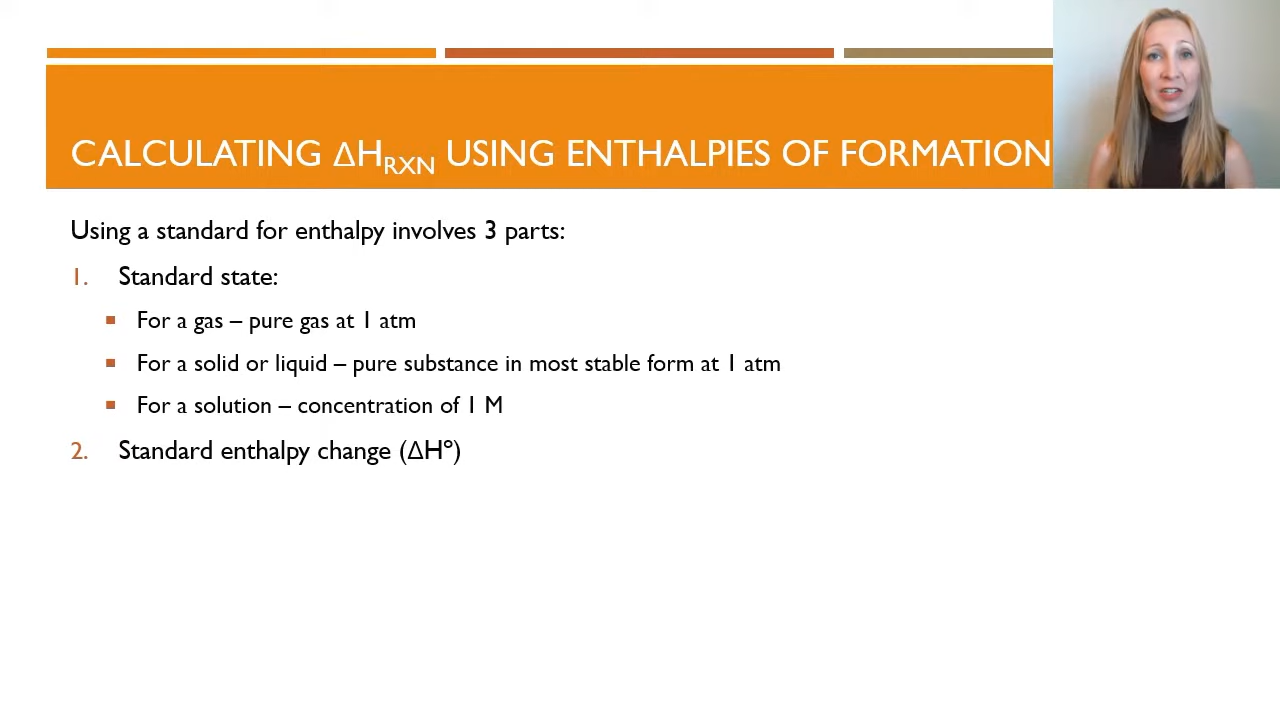 CALCULATING ΔHRXN USING ENTHALPIES OF FORMATION
Using a standard for enthalpy involves 3 parts:
1. Standard state:
▪ For a gas – pure gas at 1 atm
▪ For a solid or liquid – pure substance in most stable form at 1 atm
▪ For a solution – concentration of 1 M
2. Standard enthalpy change (ΔHº)